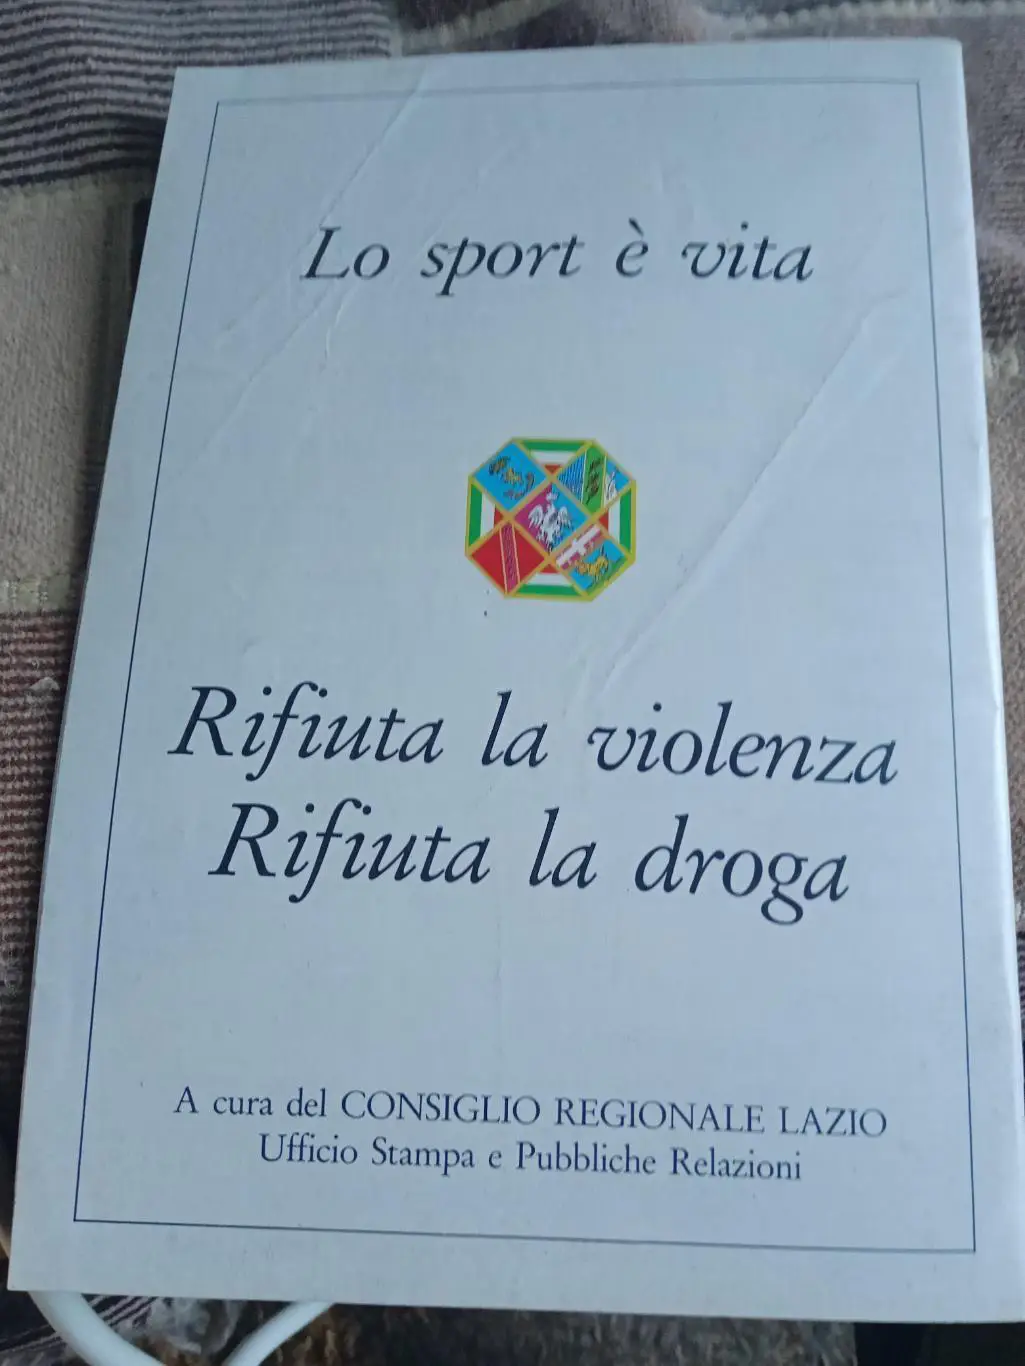 Lo sport è vita
Rifiuta la violenza
Rifiuta la droga
A cura del CONSIGLIO REGIONALE LAZIO
Ufficio Stampa e Pubbliche Relazioni